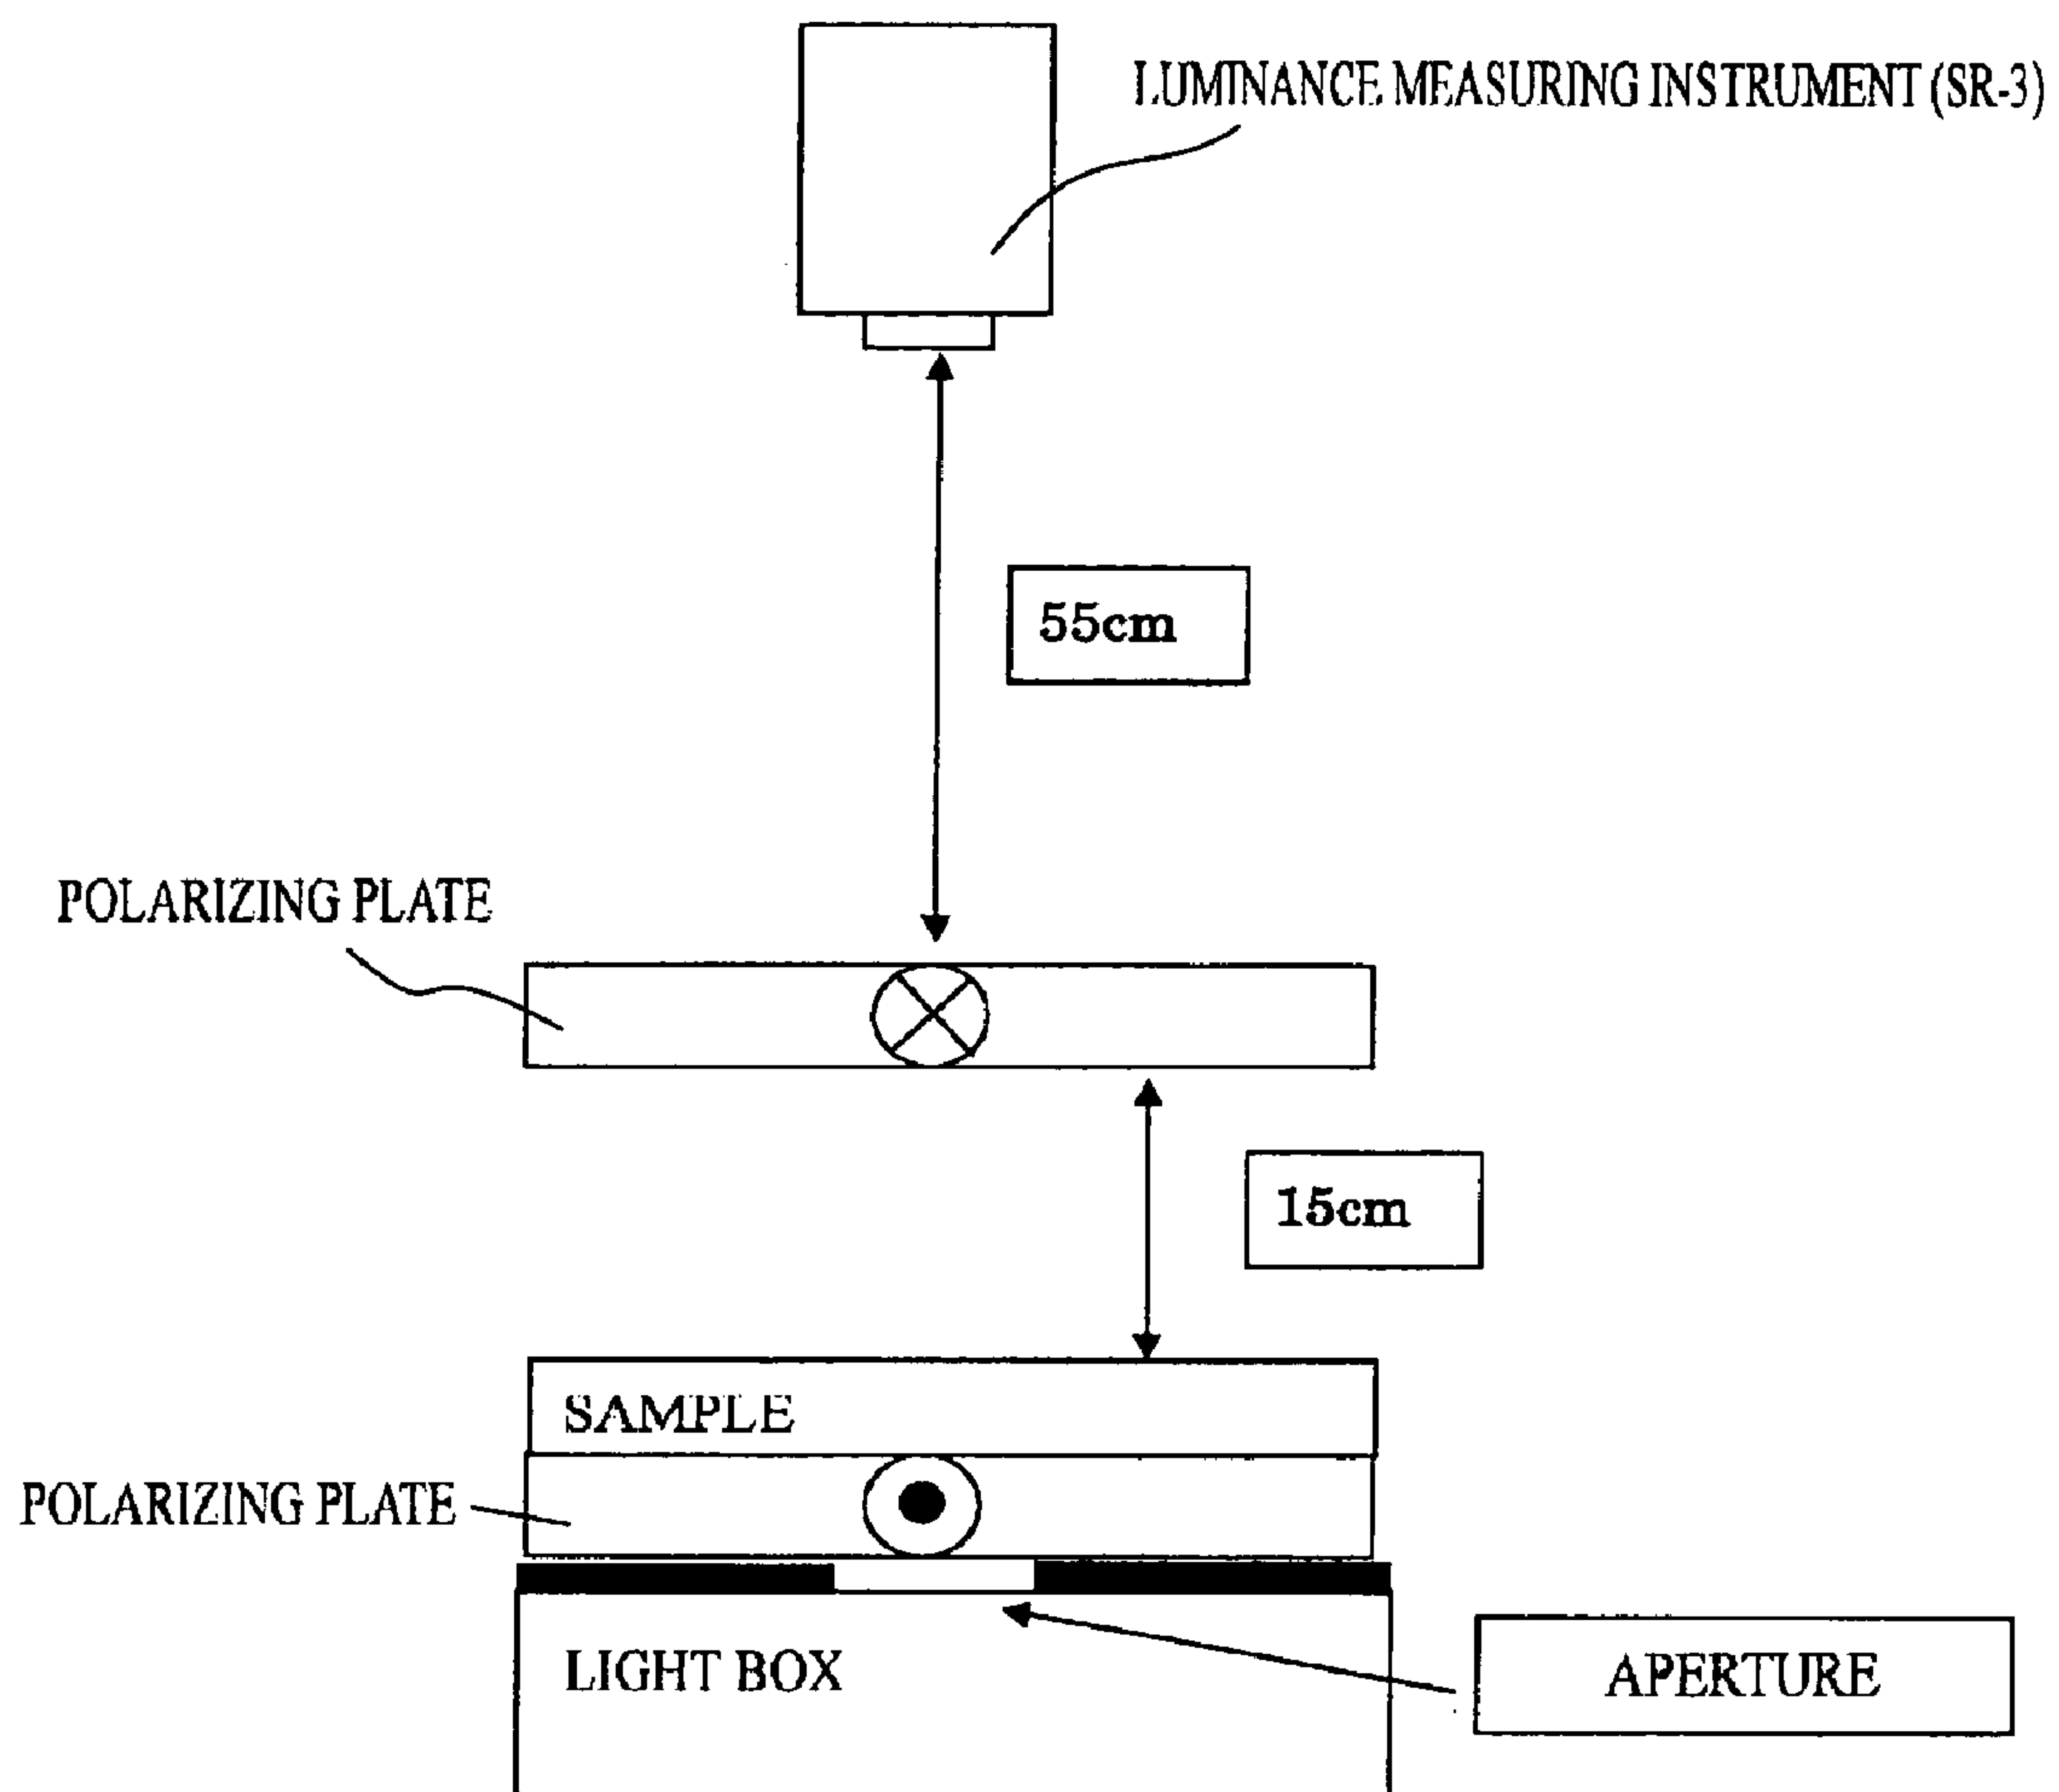 LUMINANCE MEASURING INSTRUMENT (SR-3)
55cm
POLARIZING PLATE
15cm
SAMPLE
POLARIZING PLATE
LIGHT BOX
APERTURE